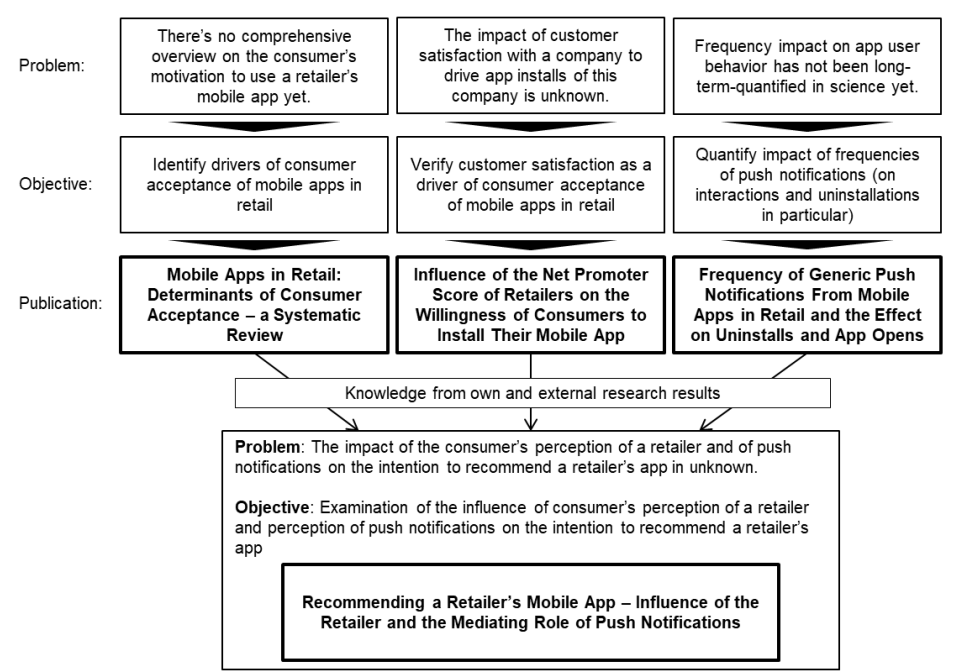 Problem:
There's no comprehensive
overview on the consumer's
motivation to use a retailer's
mobile app yet.
The impact of customer
satisfaction with a company to
drive app installs of this
company is unknown.
Frequency impact on app user
behavior has not been long-
term-quantified in science yet.
Objective:
Identify drivers of consumer
acceptance of mobile apps in
retail
Verify customer satisfaction as a
driver of consumer acceptance
of mobile apps in retail
Quantify impact of frequencies
of push notifications (on
interactions and uninstallations
in particular)
Publication:
Mobile Apps in Retail:
Determinants of Consumer
Acceptance – a Systematic
Review
Influence of the Net Promoter
Score of Retailers on the
Willingness of Consumers to
Install Their Mobile App
Frequency of Generic Push
Notifications From Mobile
Apps in Retail and the Effect
on Uninstalls and App Opens
Knowledge from own and external research results
Problem: The impact of the consumer's perception of a retailer and of push
notifications on the intention to recommend a retailer's app in unknown.
Objective: Examination of the influence of consumer's perception of a retailer
and perception of push notifications on the intention to recommend a retailer's
app
Recommending a Retailer's Mobile App – Influence of the
Retailer and the Mediating Role of Push Notifications